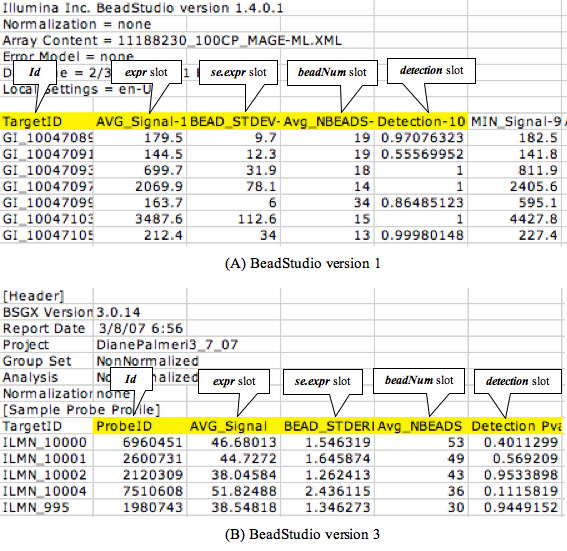 Illumina Inc. BeadStudio version 1.4.0.1
Normalization = none
Array Content = 11188230_100CP_MAGE-ML.XML
Error Model = none
= 2/3
Local Settings = en-U
Id expr slot se.expr slot beadNum slot detection slot
TargetID AVG_Signal-1 BEAD_STDEV- Avg_NBEADS- Detection-10 MIN_Signal-9
GI_10047089 179.5 9.7 19 0.97076323 182.5
GI_10047091 144.5 12.3 19 0.55569952 141.8
GI_10047093 699.7 31.9 18 1 811.9
GI_10047097 2069.9 78.1 14 1 2405.6
GI_10047099 163.7 6 34 0.86485123 595.1
GI_10047103 3487.6 112.6 15 1 4427.8
GI_10047105 212.4 34 13 0.99980148 227.4
(A) BeadStudio version 1
[Header]
BSGX Version 3.0.14
Report Date 3/8/07 6:56
Project DianePalmeri3_7_07
Group Set NonNormalized
Analysis
Normalization none
Id expr slot se.expr slot beadNum slot detection slot
[Sample Probe Profile]
TargetID ProbeID AVG_Signal BEAD_STDERI Avg_NBEADS Detection Pva
ILMN_10000 6960451 46.68013 1.546319 53 0.4011299
ILMN_10001 2600731 44.7272 1.645874 49 0.569209
ILMN_10002 2120309 38.04584 1.262413 43 0.9533898
ILMN_10004 7510608 51.82488 2.436115 36 0.1115819
ILMN_995 1980743 38.54818 1.346273 30 0.9449152
(B) BeadStudio version 3